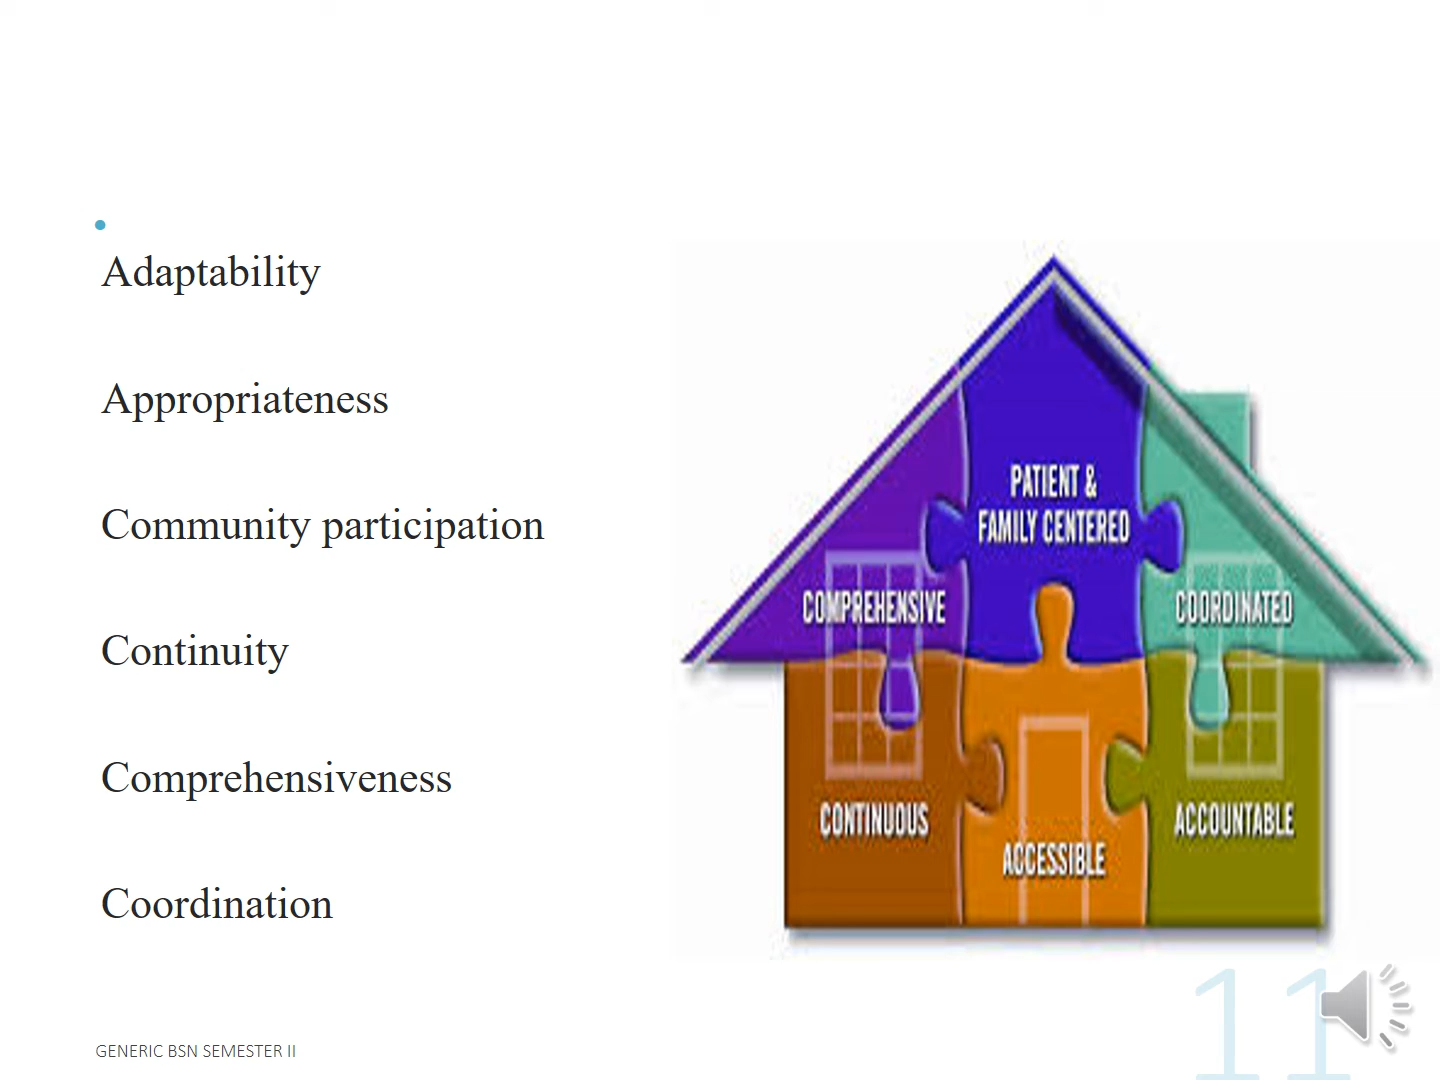 Adaptability
Appropriateness
Community participation
Continuity
Comprehensiveness
Coordination
PATIENT &
FAMILY CENTERED
COMPREHENSIVE
COORDINATED
CONTINUOUS
ACCESSIBLE
ACCOUNTABLE
GENERIC BSN SEMESTER II
11